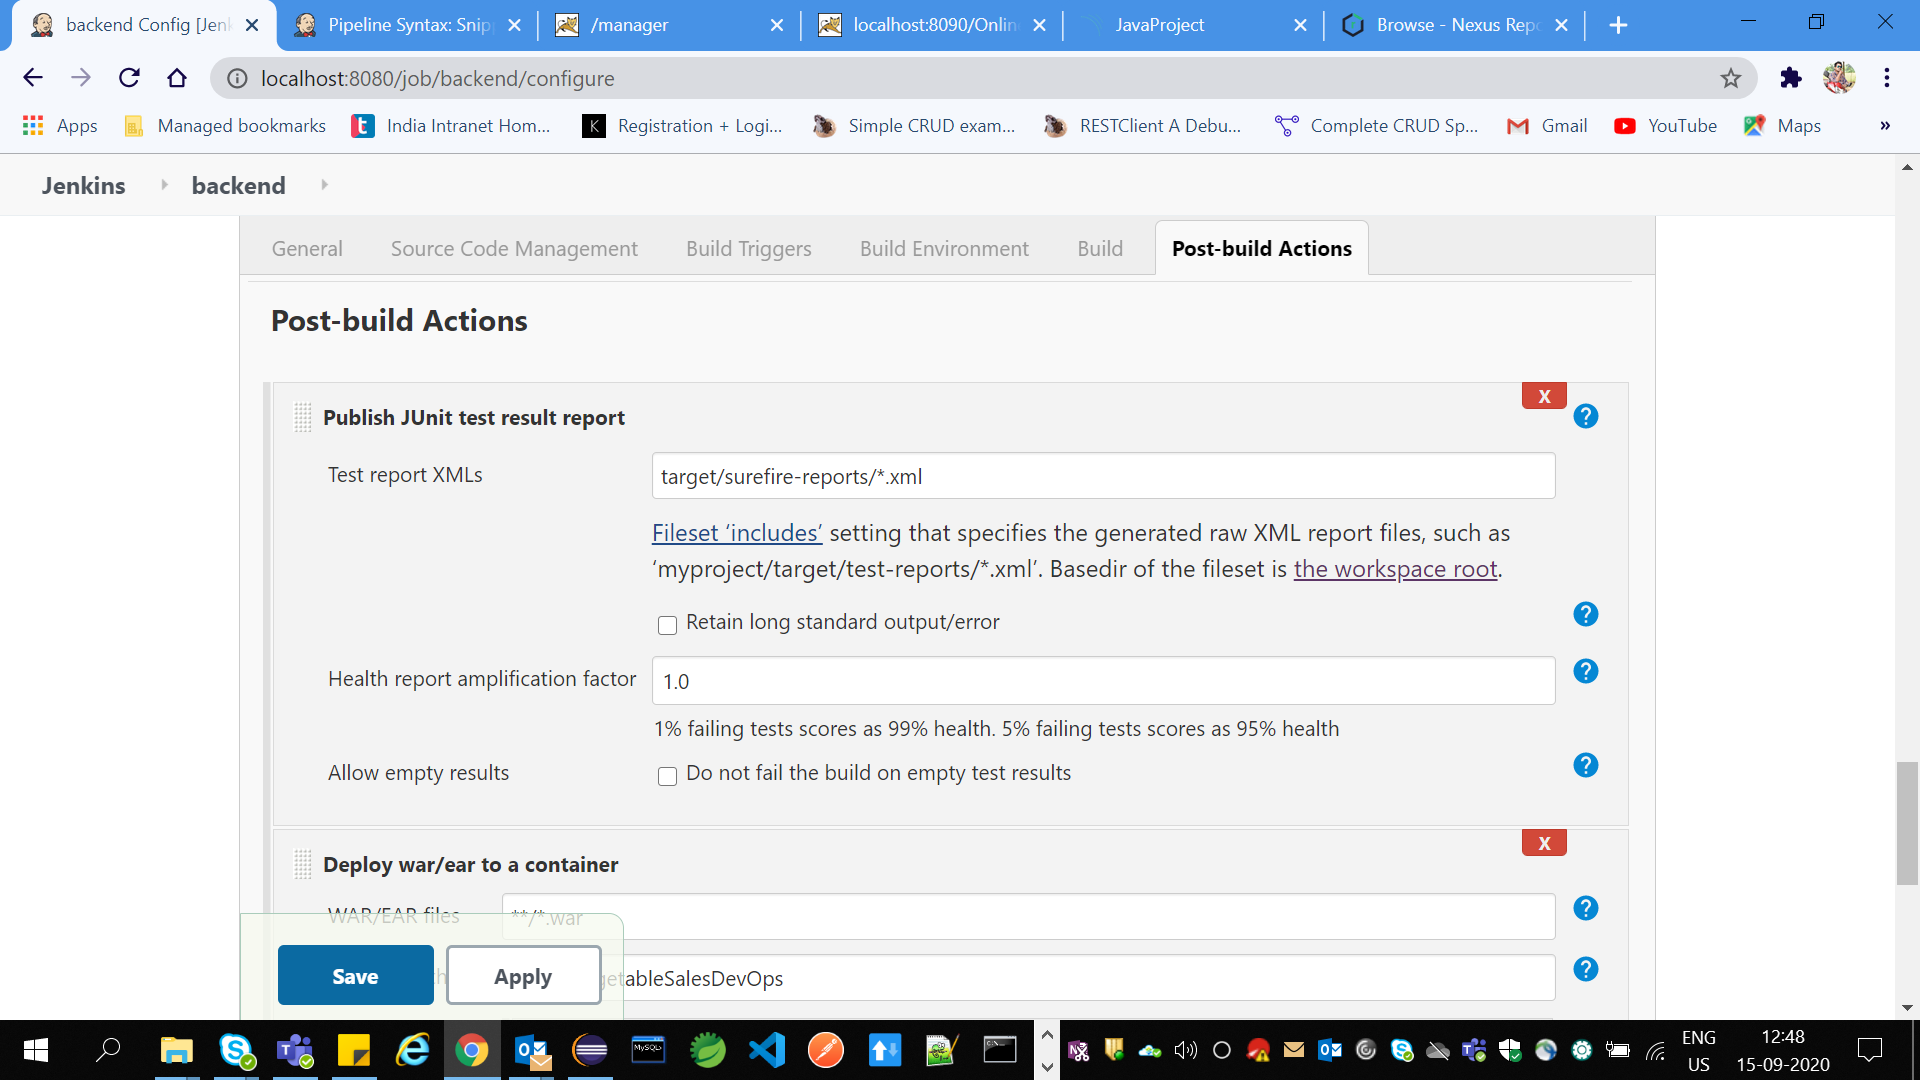 backend Config [Jen
Pipeline Syntax: Snip
/manager
localhost:8090/Onlin
JavaProject
Browse - Nexus Repo
localhost:8080/job/backend/configure
Apps
Managed bookmarks
India Intranet Hom...
Registration + Logi...
Simple CRUD exam...
RESTClient A Debu...
Complete CRUD Sp...
Gmail
YouTube
Maps
»
Jenkins
backend
General
Source Code Management
Build Triggers
Build Environment
Build
Post-build Actions
Post-build Actions
X
Publish JUnit test result report
?
Test report XMLs
target/surefire-reports/*.xml
Fileset ‘includes’ setting that specifies the generated raw XML report files, such as
‘myproject/target/test-reports/*.xml’. Basedir of the fileset is the workspace root.
Retain long standard output/error
?
Health report amplification factor
1.0
?
1% failing tests scores as 99% health. 5% failing tests scores as 95% health
Allow empty results
Do not fail the build on empty test results
?
X
Deploy war/ear to a container
WAR/EAR files
**/*.war
?
Save
Apply
getableSalesDevOps
?
MySQL
ENG
US
12:48
15-09-2020